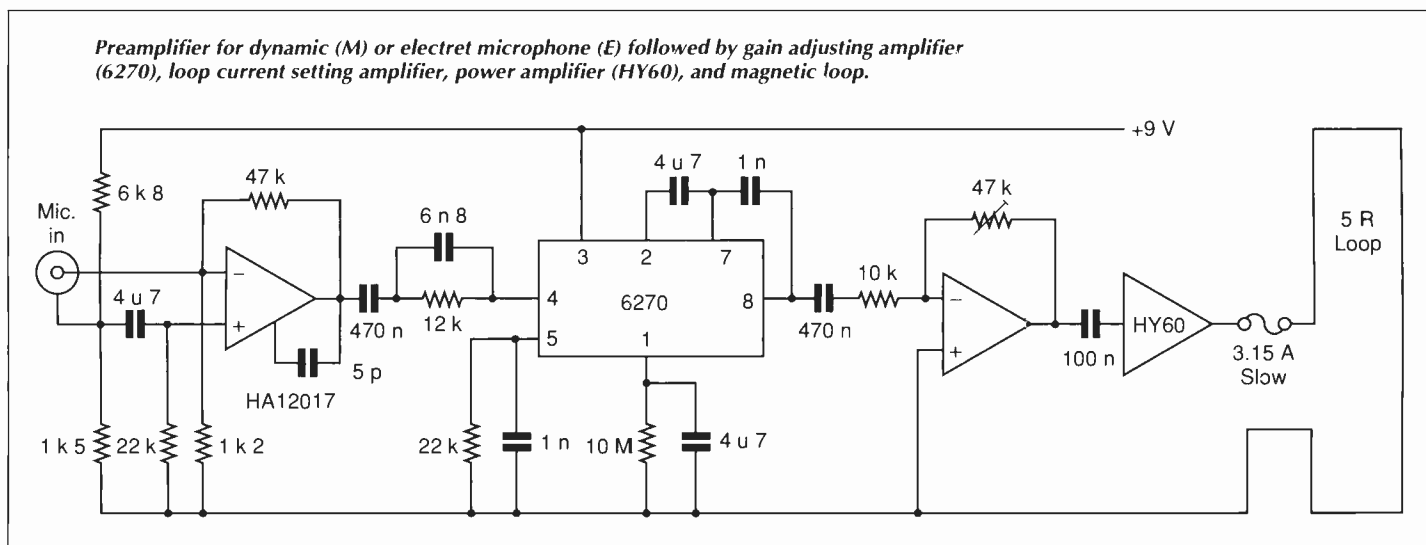 Preamplifier for dynamic (M) or electret microphone (E) followed by gain adjusting amplifier
(6270), loop current setting amplifier, power amplifier (HY60), and magnetic loop.
+9 V
6 k 8
47 k
4 u 7
1 n
47 k
Mic.
in
6 n 8
5 R
Loop
3
2
7
10 k
4 u 7
−
+
470 n
12 k
4
6270
8
470 n
−
+
HY60
100 n
3.15 A
Slow
5
1
5 p
HA12017
1 k 5
22 k
1 k 2
22 k
1 n
10 M
4 u 7